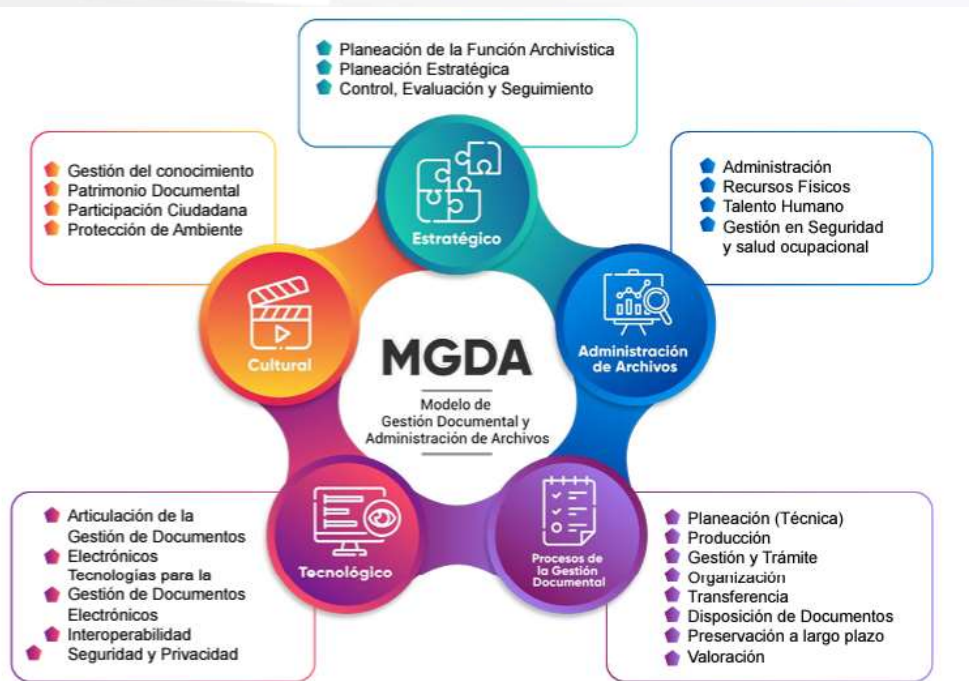 Planeación de la Función Archivística
Planeación Estratégica
Control, Evaluación y Seguimiento
Estratégico
Gestión del conocimiento
Patrimonio Documental
Participación Ciudadana
Protección de Ambiente
Cultural
Administración
Recursos Físicos
Talento Humano
Gestión en Seguridad
y salud ocupacional
Administración
de Archivos
MGDA
Modelo de
Gestión Documental y
Administración de Archivos
Articulación de la
Gestión de Documentos
Electrónicos
Tecnologías para la
Gestión de Documentos
Electrónicos
Interoperabilidad
Seguridad y Privacidad
Tecnológico
Procesos de
la Gestión
Documental
Planeación (Técnica)
Producción
Gestión y Trámite
Organización
Transferencia
Disposición de Documentos
Preservación a largo plazo
Valoración